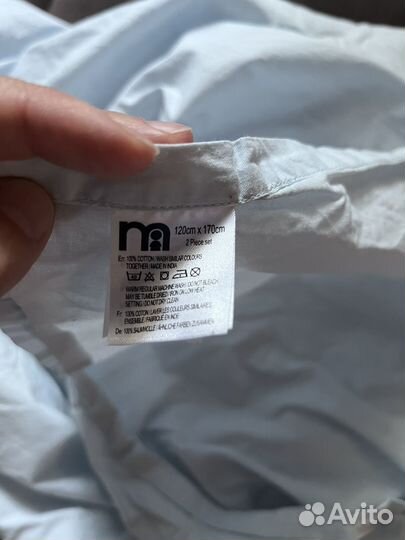 m
120cm x 170cm
2 Piece set
En: 100% COTTON / WASH SIMILAR COLOURS
TOGETHER / MADE IN INDIA
WARM REGULAR MACHINE WASH / DO NOT BLEACH
MAY BE TUMBLE DRIED / IRON ON LOW HEAT
SETTING / DO NOT DRY CLEAN
Fr: 100% COTON / LAVER LES COULEURS SIMILAIRES
ENSEMBLE. FABRIQUÉ EN INDE
De: 100% BAUMWOLLE / ÄHNLICHE FARBEN ZUSAMMEN
Avito